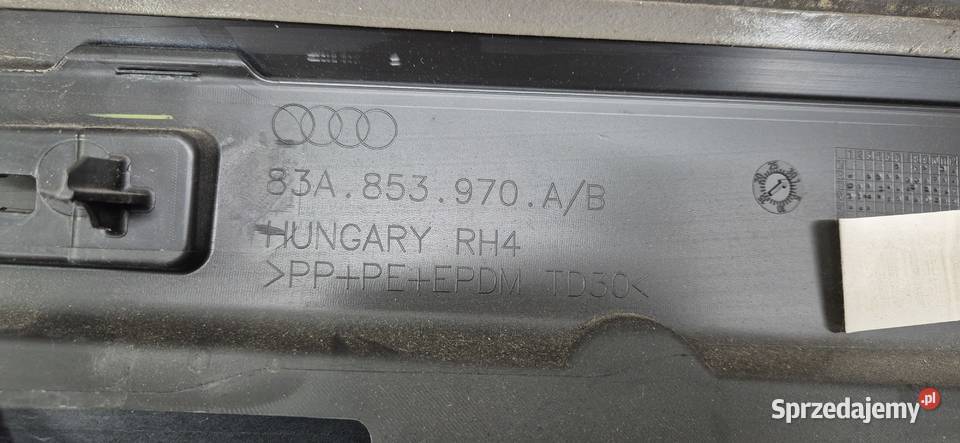 83A.853.970.A/B
HUNGARY RH4
>PP+PE+EPDM TD30<
Sprzedajemy.pl